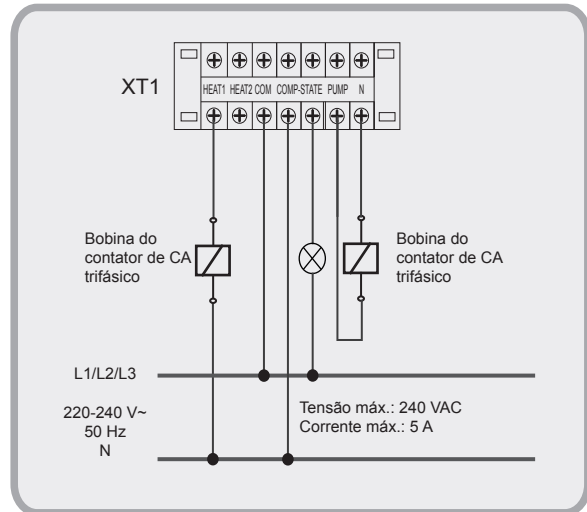 XT1
HEAT1 HEAT2 COM COMP-STATE PUMP N
Bobina do
contator de CA
trifásico
Bobina do
contator de CA
trifásico
L1/L2/L3
220-240 V~
50 Hz
N
Tensão máx.: 240 VAC
Corrente máx.: 5 A